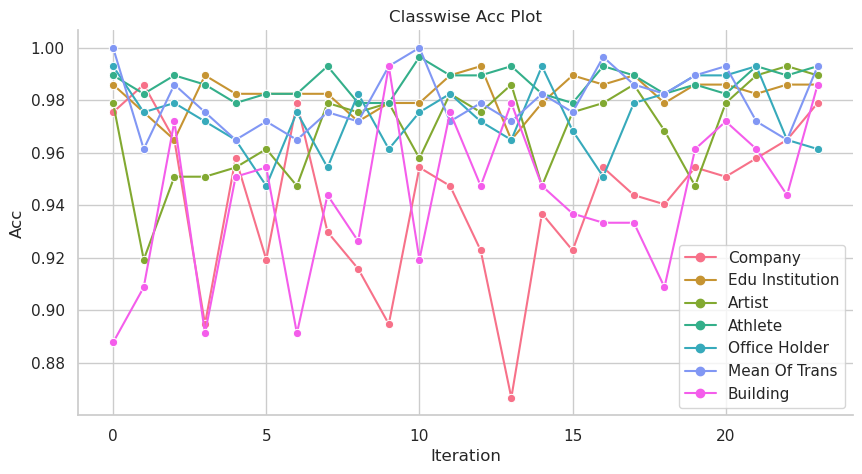 Classwise Acc Plot
1.00
0.98
0.96
0.94
0.92
0.90
0.88
Acc
0 5 10 15 20
Iteration
Company
Edu Institution
Artist
Athlete
Office Holder
Mean Of Trans
Building